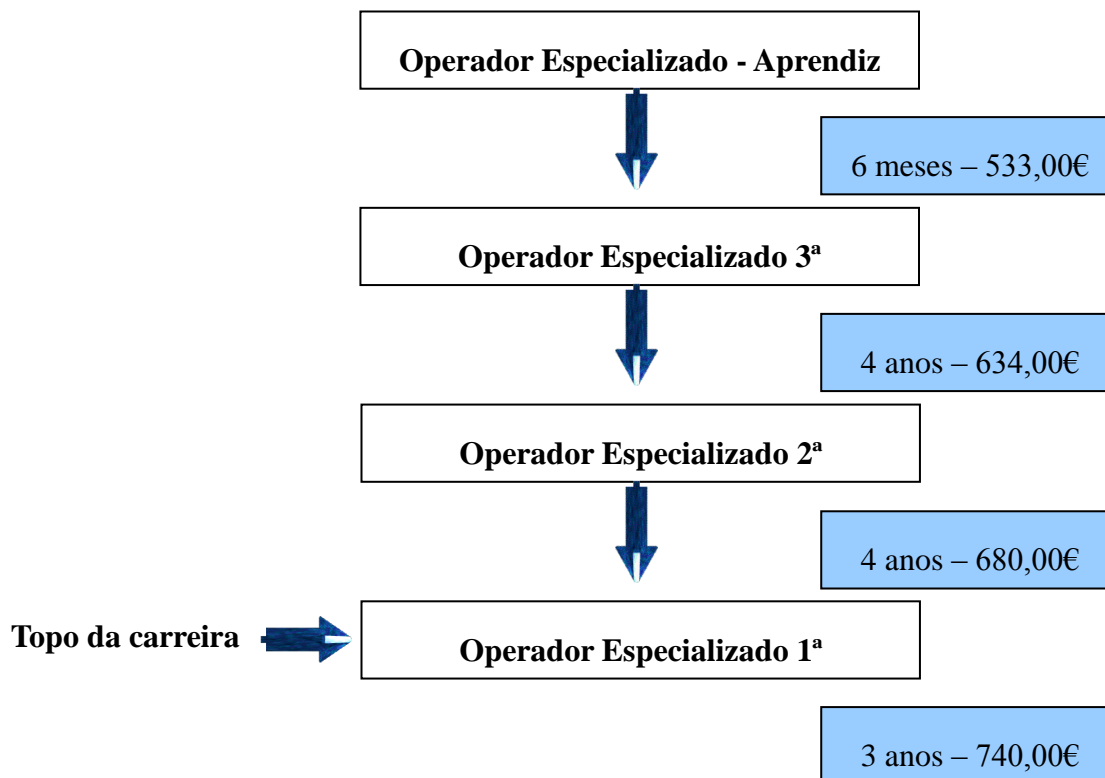 Operador Especializado - Aprendiz
6 meses – 533,00€
Operador Especializado 3ª
4 anos – 634,00€
Operador Especializado 2ª
4 anos – 680,00€
Topo da carreira
Operador Especializado 1ª
3 anos – 740,00€